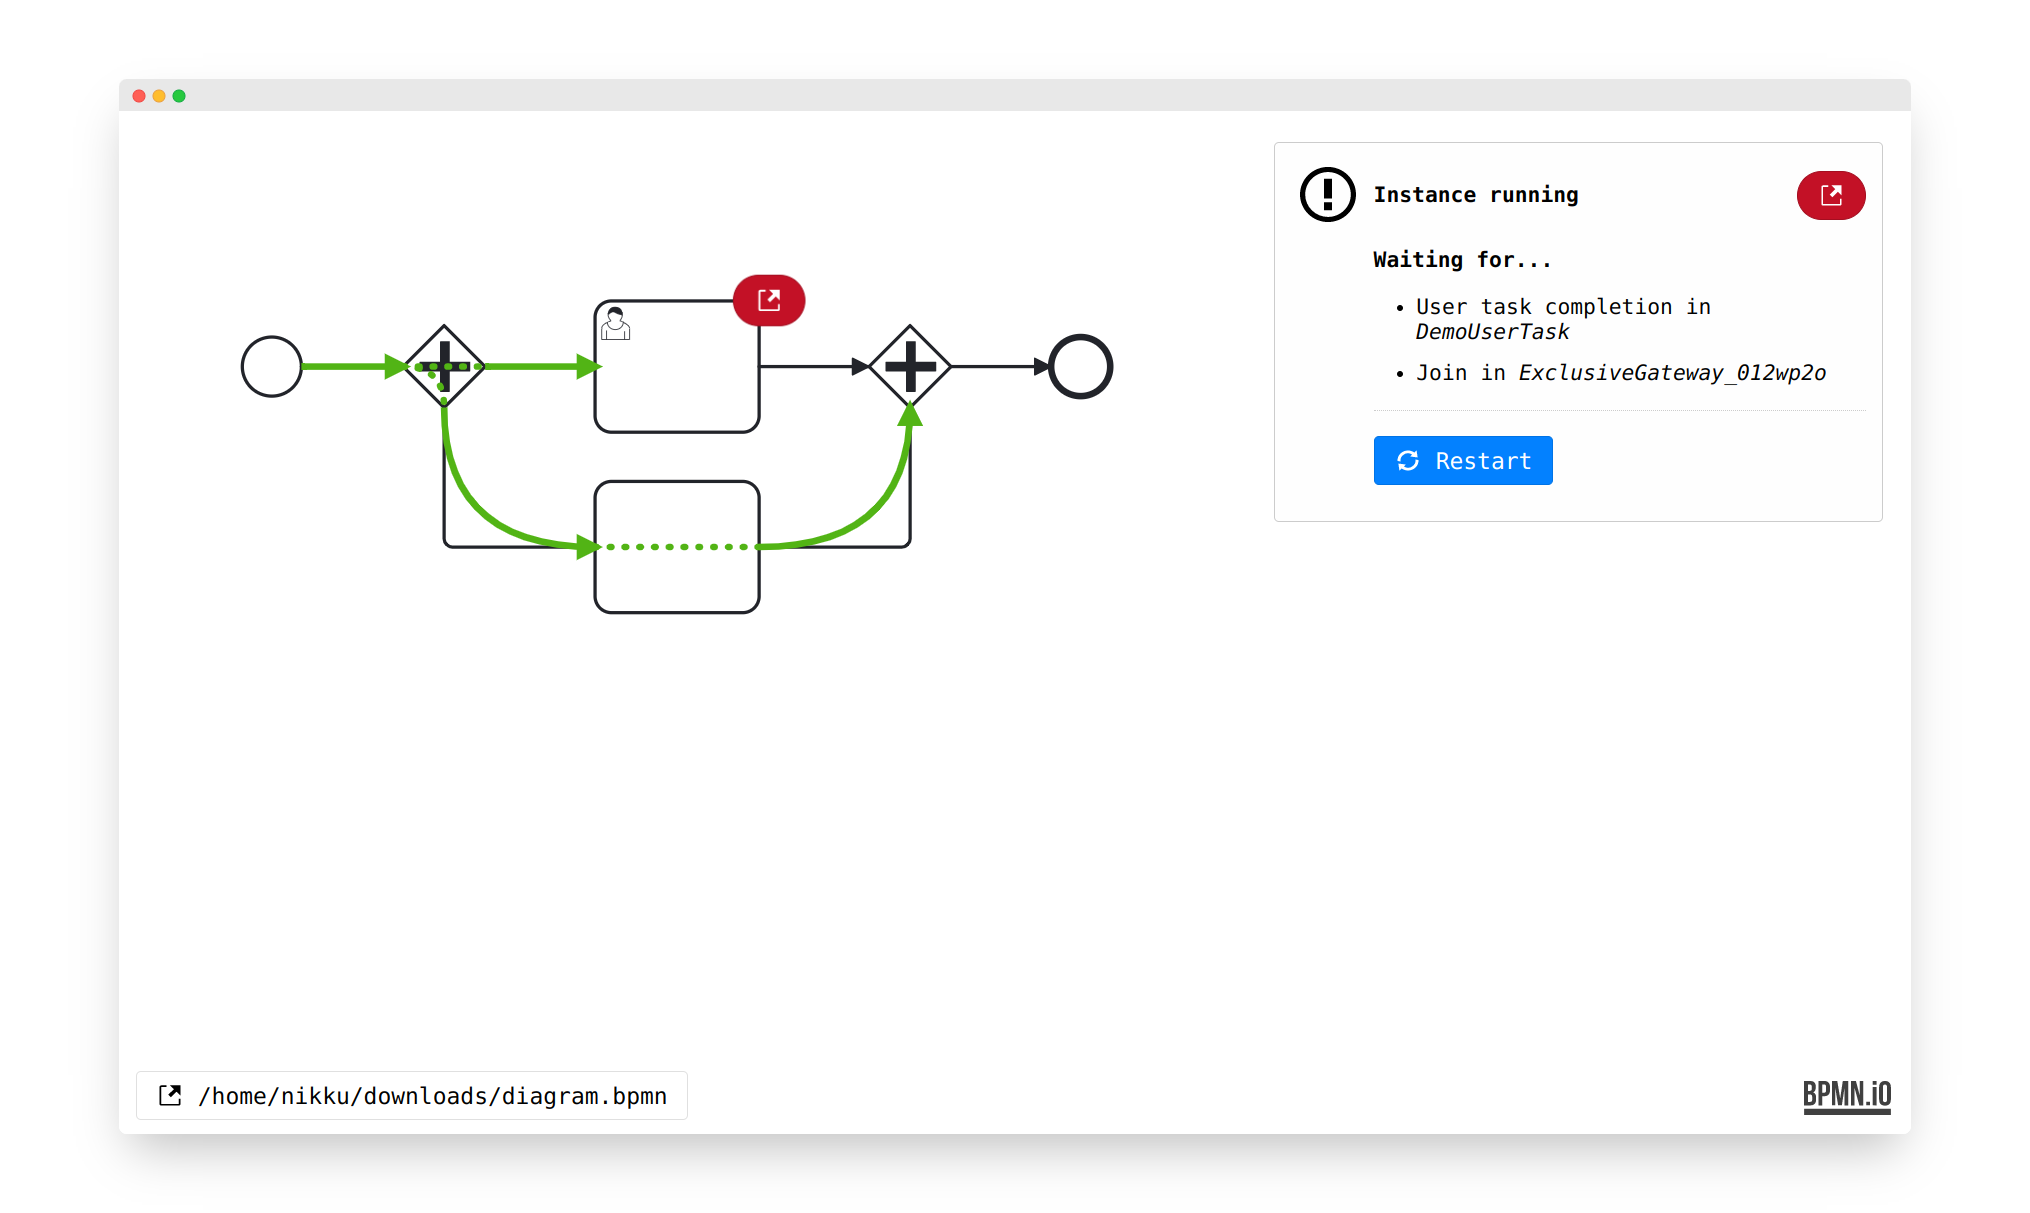 Instance running
Waiting for...
User task completion in
DemoUserTask
Join in ExclusiveGateway_012wp2o
Restart
/home/nikku/downloads/diagram.bpmn
BPMN.iO